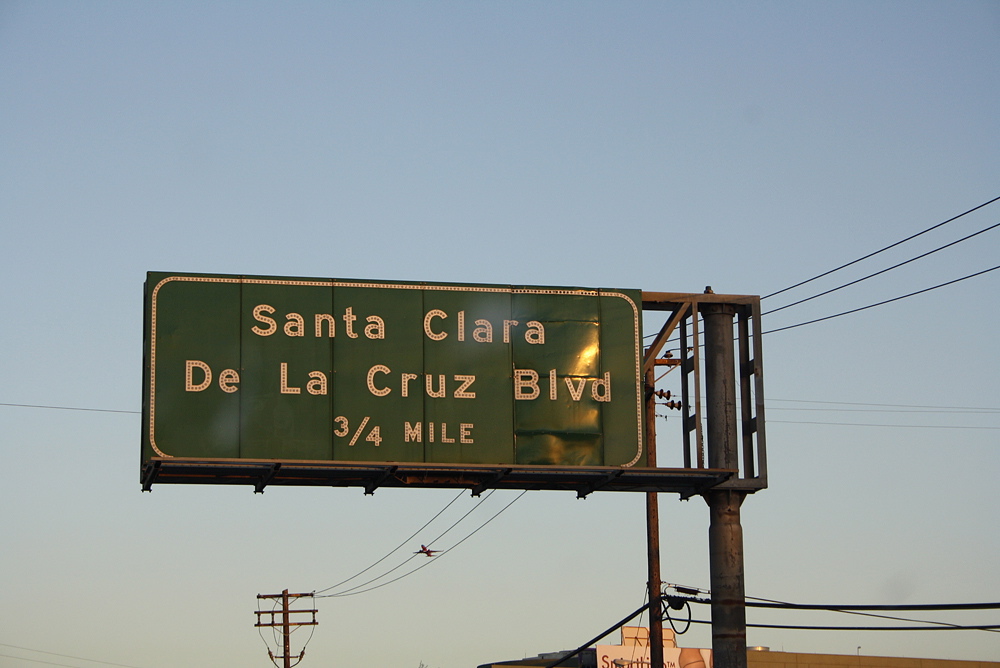 Santa Clara
De La Cruz Blvd
3/4 MILE